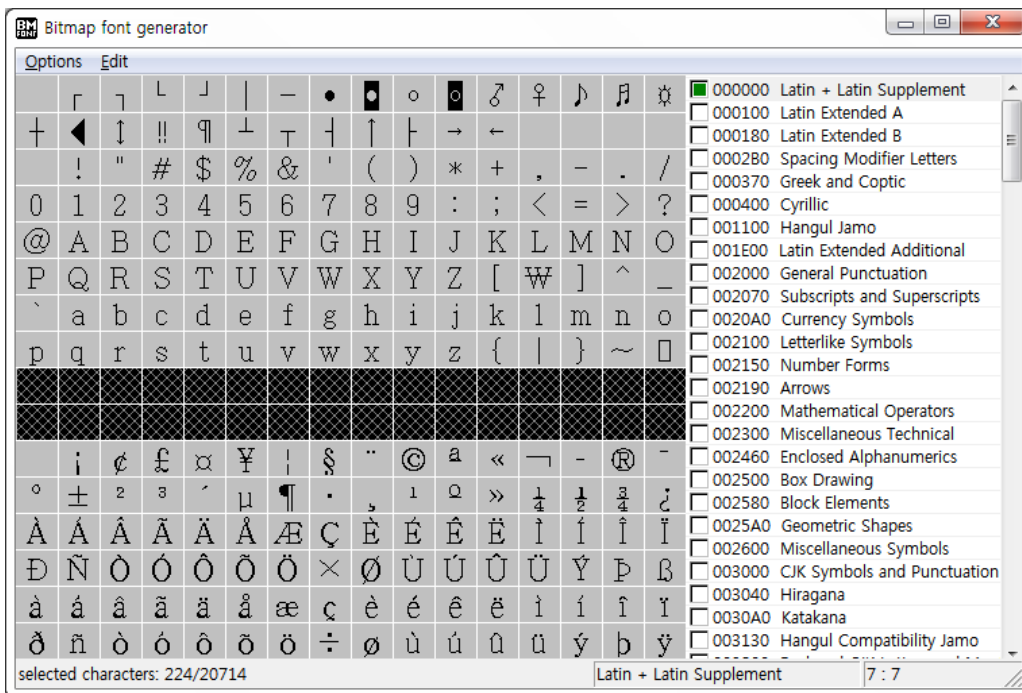 BM FONT Bitmap font generator
Options Edit
┌ ┐ └ ┘ │ ─ • ◘ ○ ◙ ♂ ♀ ♪ ♬ ☼
┼ ◀ ↕ ‼ ¶ ┴ ┬ ┤ ↑ ├ → ←
! " # $ % & ' ( ) * + , - . /
0 1 2 3 4 5 6 7 8 9 : ; < = > ?
@ A B C D E F G H I J K L M N O
P Q R S T U V W X Y Z [ ₩ ] ^ _
` a b c d e f g h i j k l m n o
p q r s t u v w x y z { | } ~ 
¡ ¢ £ ¤ ¥ ¦ § ¨ © ª « ¬ - ® ¯
° ± ² ³ ´ µ ¶ · ¸ ¹ º » ¼ ½ ¾ ¿
À Á Â Ã Ä Å Æ Ç È É Ê Ë Ì Í Î Ï
Ð Ñ Ò Ó Ô Õ Ö × Ø Ù Ú Û Ü Ý Þ ß
à á â ã ä å æ ç è é ê ë ì í î ï
ð ñ ò ó ô õ ö ÷ ø ù ú û ü ý þ ÿ
000000 Latin + Latin Supplement
000100 Latin Extended A
000180 Latin Extended B
0002B0 Spacing Modifier Letters
000370 Greek and Coptic
000400 Cyrillic
001100 Hangul Jamo
001E00 Latin Extended Additional
002000 General Punctuation
002070 Subscripts and Superscripts
0020A0 Currency Symbols
002100 Letterlike Symbols
002150 Number Forms
002190 Arrows
002200 Mathematical Operators
002300 Miscellaneous Technical
002460 Enclosed Alphanumerics
002500 Box Drawing
002580 Block Elements
0025A0 Geometric Shapes
002600 Miscellaneous Symbols
003000 CJK Symbols and Punctuation
003040 Hiragana
0030A0 Katakana
003130 Hangul Compatibility Jamo
selected characters: 224/20714
Latin + Latin Supplement
7 : 7